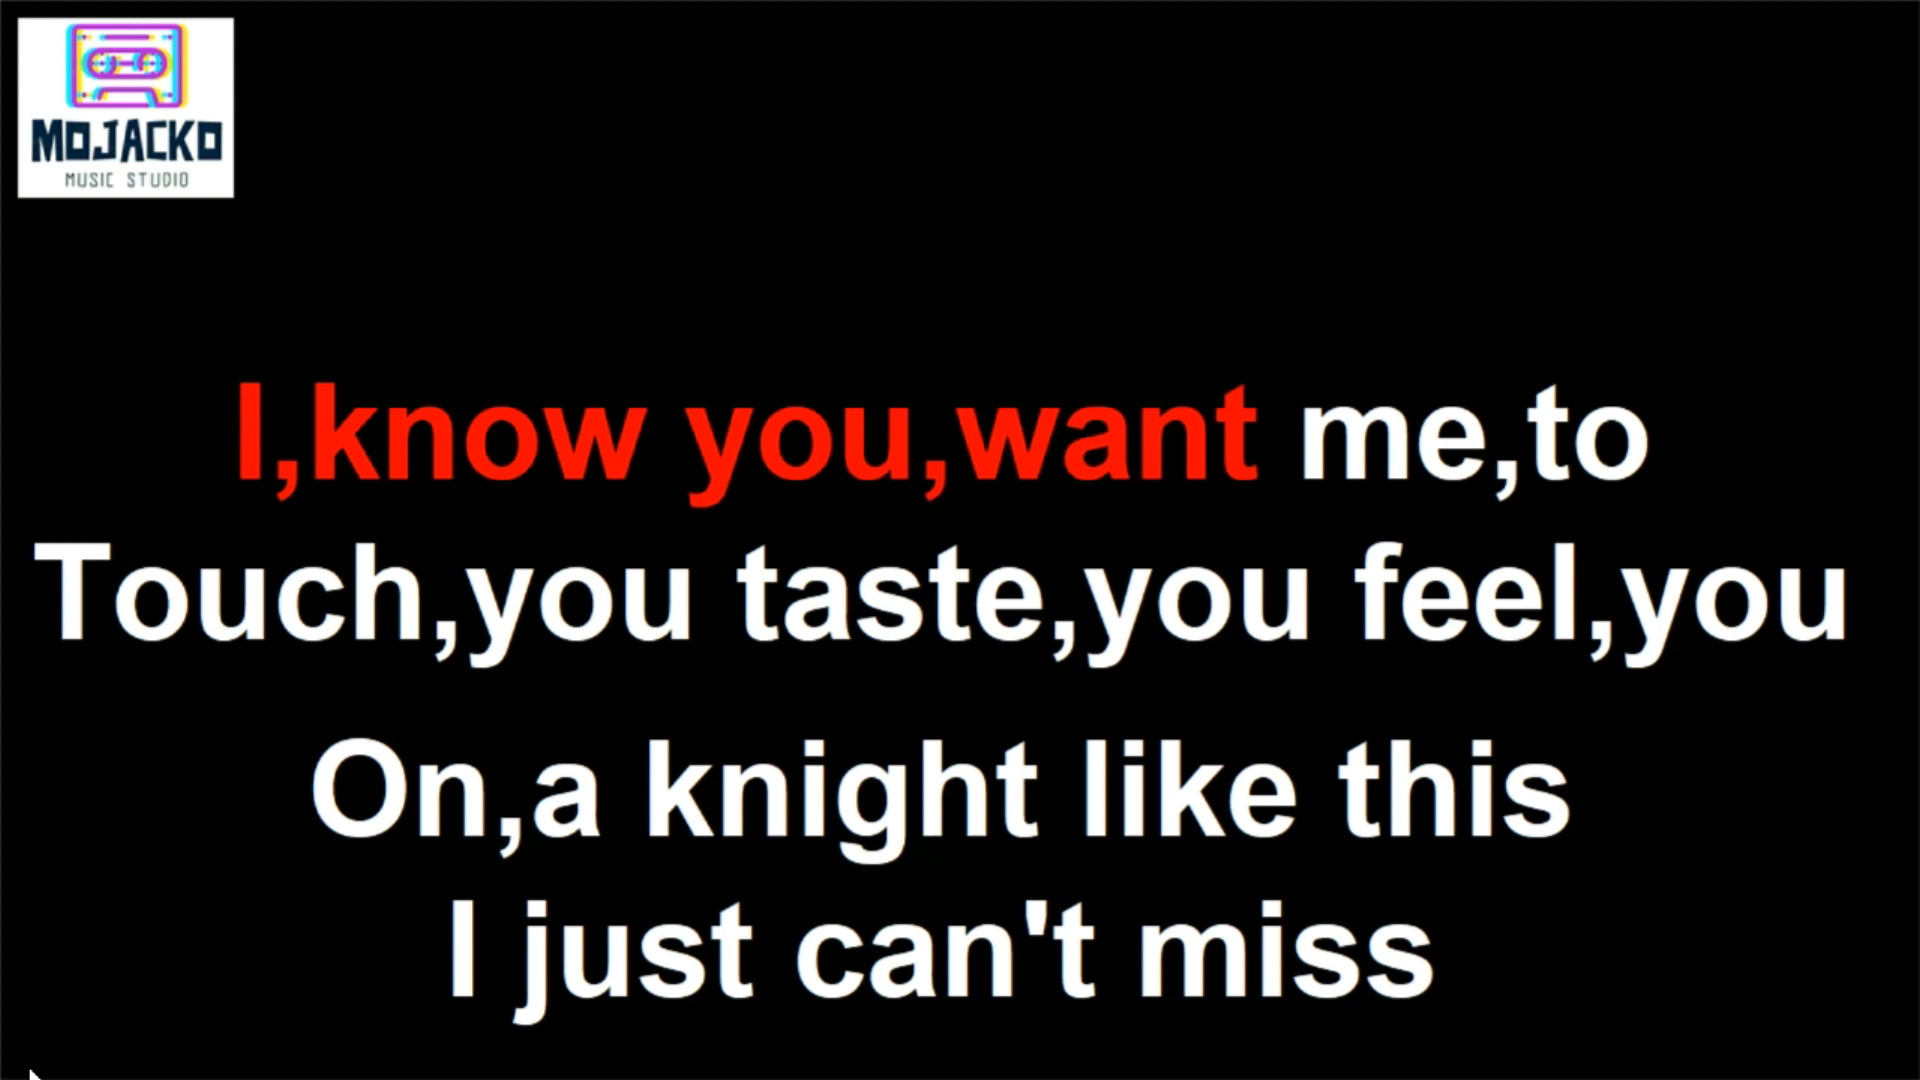 MOJACKO
MUSIC STUDIO
I,know you,want me,to
Touch,you taste,you feel,you
On,a knight like this
I just can't miss